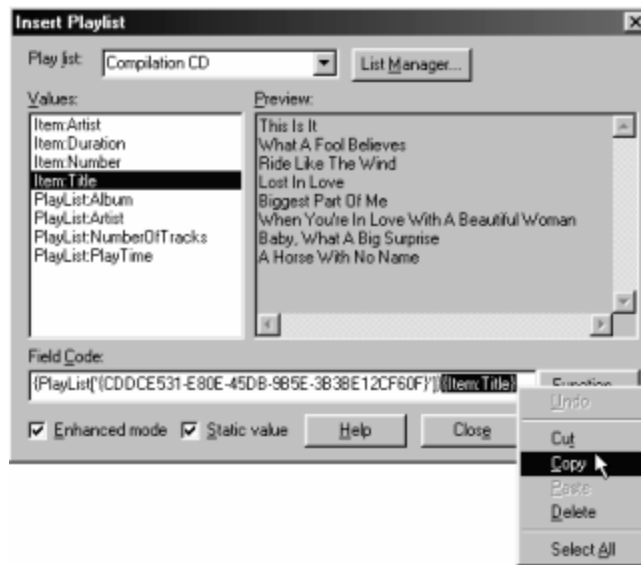 Insert Playlist
Play list: Compilation CD List Manager...
Values: Preview:
Item:Artist
Item:Duration
Item:Number
Item:Title
PlayList:Album
PlayList:Artist
PlayList:NumberOfTracks
PlayList:PlayTime
This Is It
What A Fool Believes
Ride Like The Wind
Lost In Love
Biggest Part Of Me
When You're In Love With A Beautiful Woman
Baby, What A Big Surprise
A Horse With No Name
Field Code:
{PlayList['{CDDCE531-E80E-45DB-9B5E-3B3BE12CF60F}']}{Item:Title} Function
Enhanced mode Static value Help Close
Undo
Cut
Copy
Paste
Delete
Select All